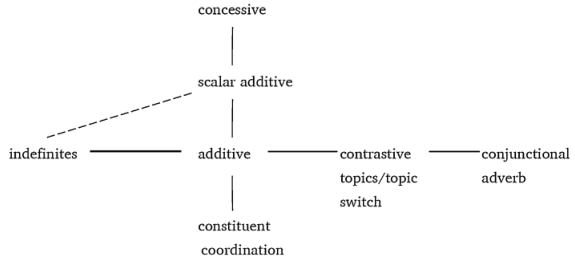 concessive
scalar additive
indefinites
additive
contrastive
topics/topic
switch
conjunctional
adverb
constituent
coordination